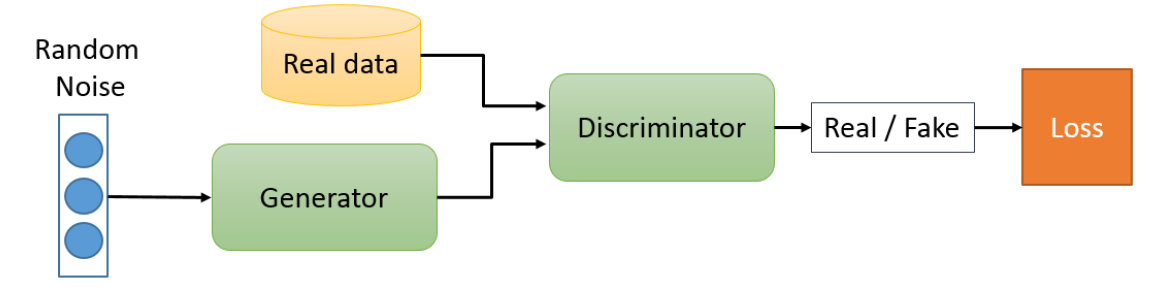 Random
Noise
Real data
Generator
Discriminator
Real / Fake
Loss